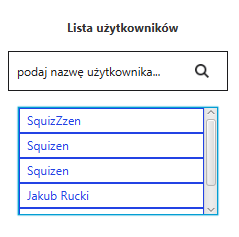 Lista użytkowników
podaj nazwę użytkownika...
SquizZzen
Squizen
Squizen
Jakub Rucki